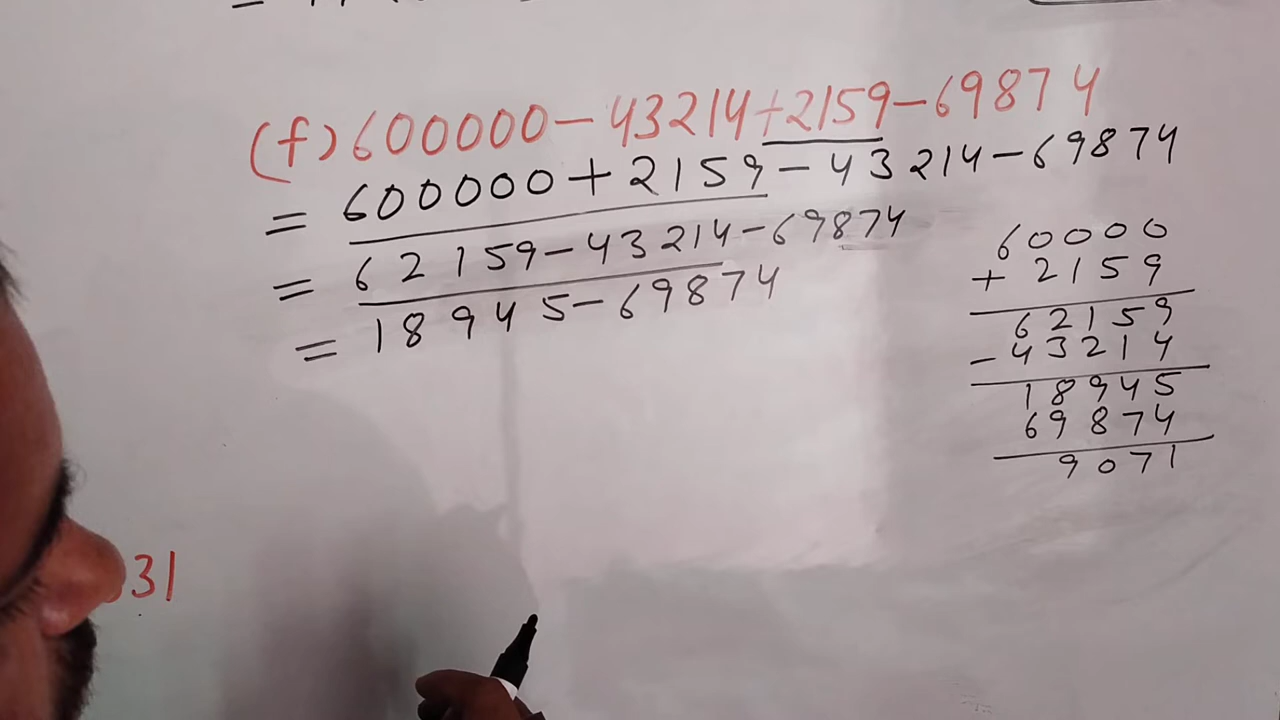 (f) 600000 - 43214 + 2159 - 69874
= 600000 + 2159 - 43214 - 69874
= 62159 - 43214 - 69874
= 18945 - 69874
60000
+ 2159
62159
- 43214
18945
69874
9071
31